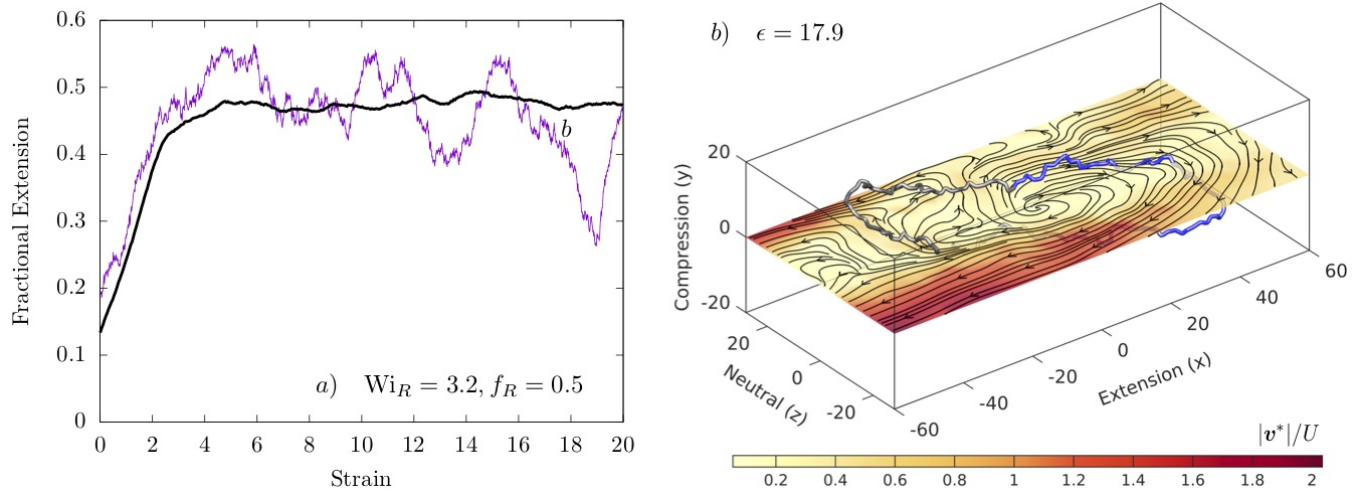 0.6
0.5
0.4
0.3
0.2
0.1
0
Fractional Extension
b
a) Wi_R = 3.2, f_R = 0.5
0 2 4 6 8 10 12 14 16 18 20
Strain
b) ϵ = 17.9
20
0
-20
Compression (y)
20
0
-20
Neutral (z)
-60
-40
-20
0
20
40
60
Extension (x)
|v*|/U
0.2 0.4 0.6 0.8 1 1.2 1.4 1.6 1.8 2